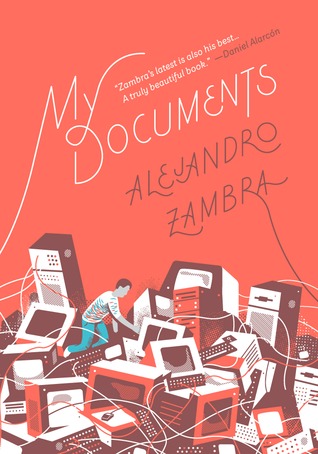 "Zambra's latest is also his best...
A truly beautiful book." —Daniel Alarcón
My
Documents
Alejandro
Zambra